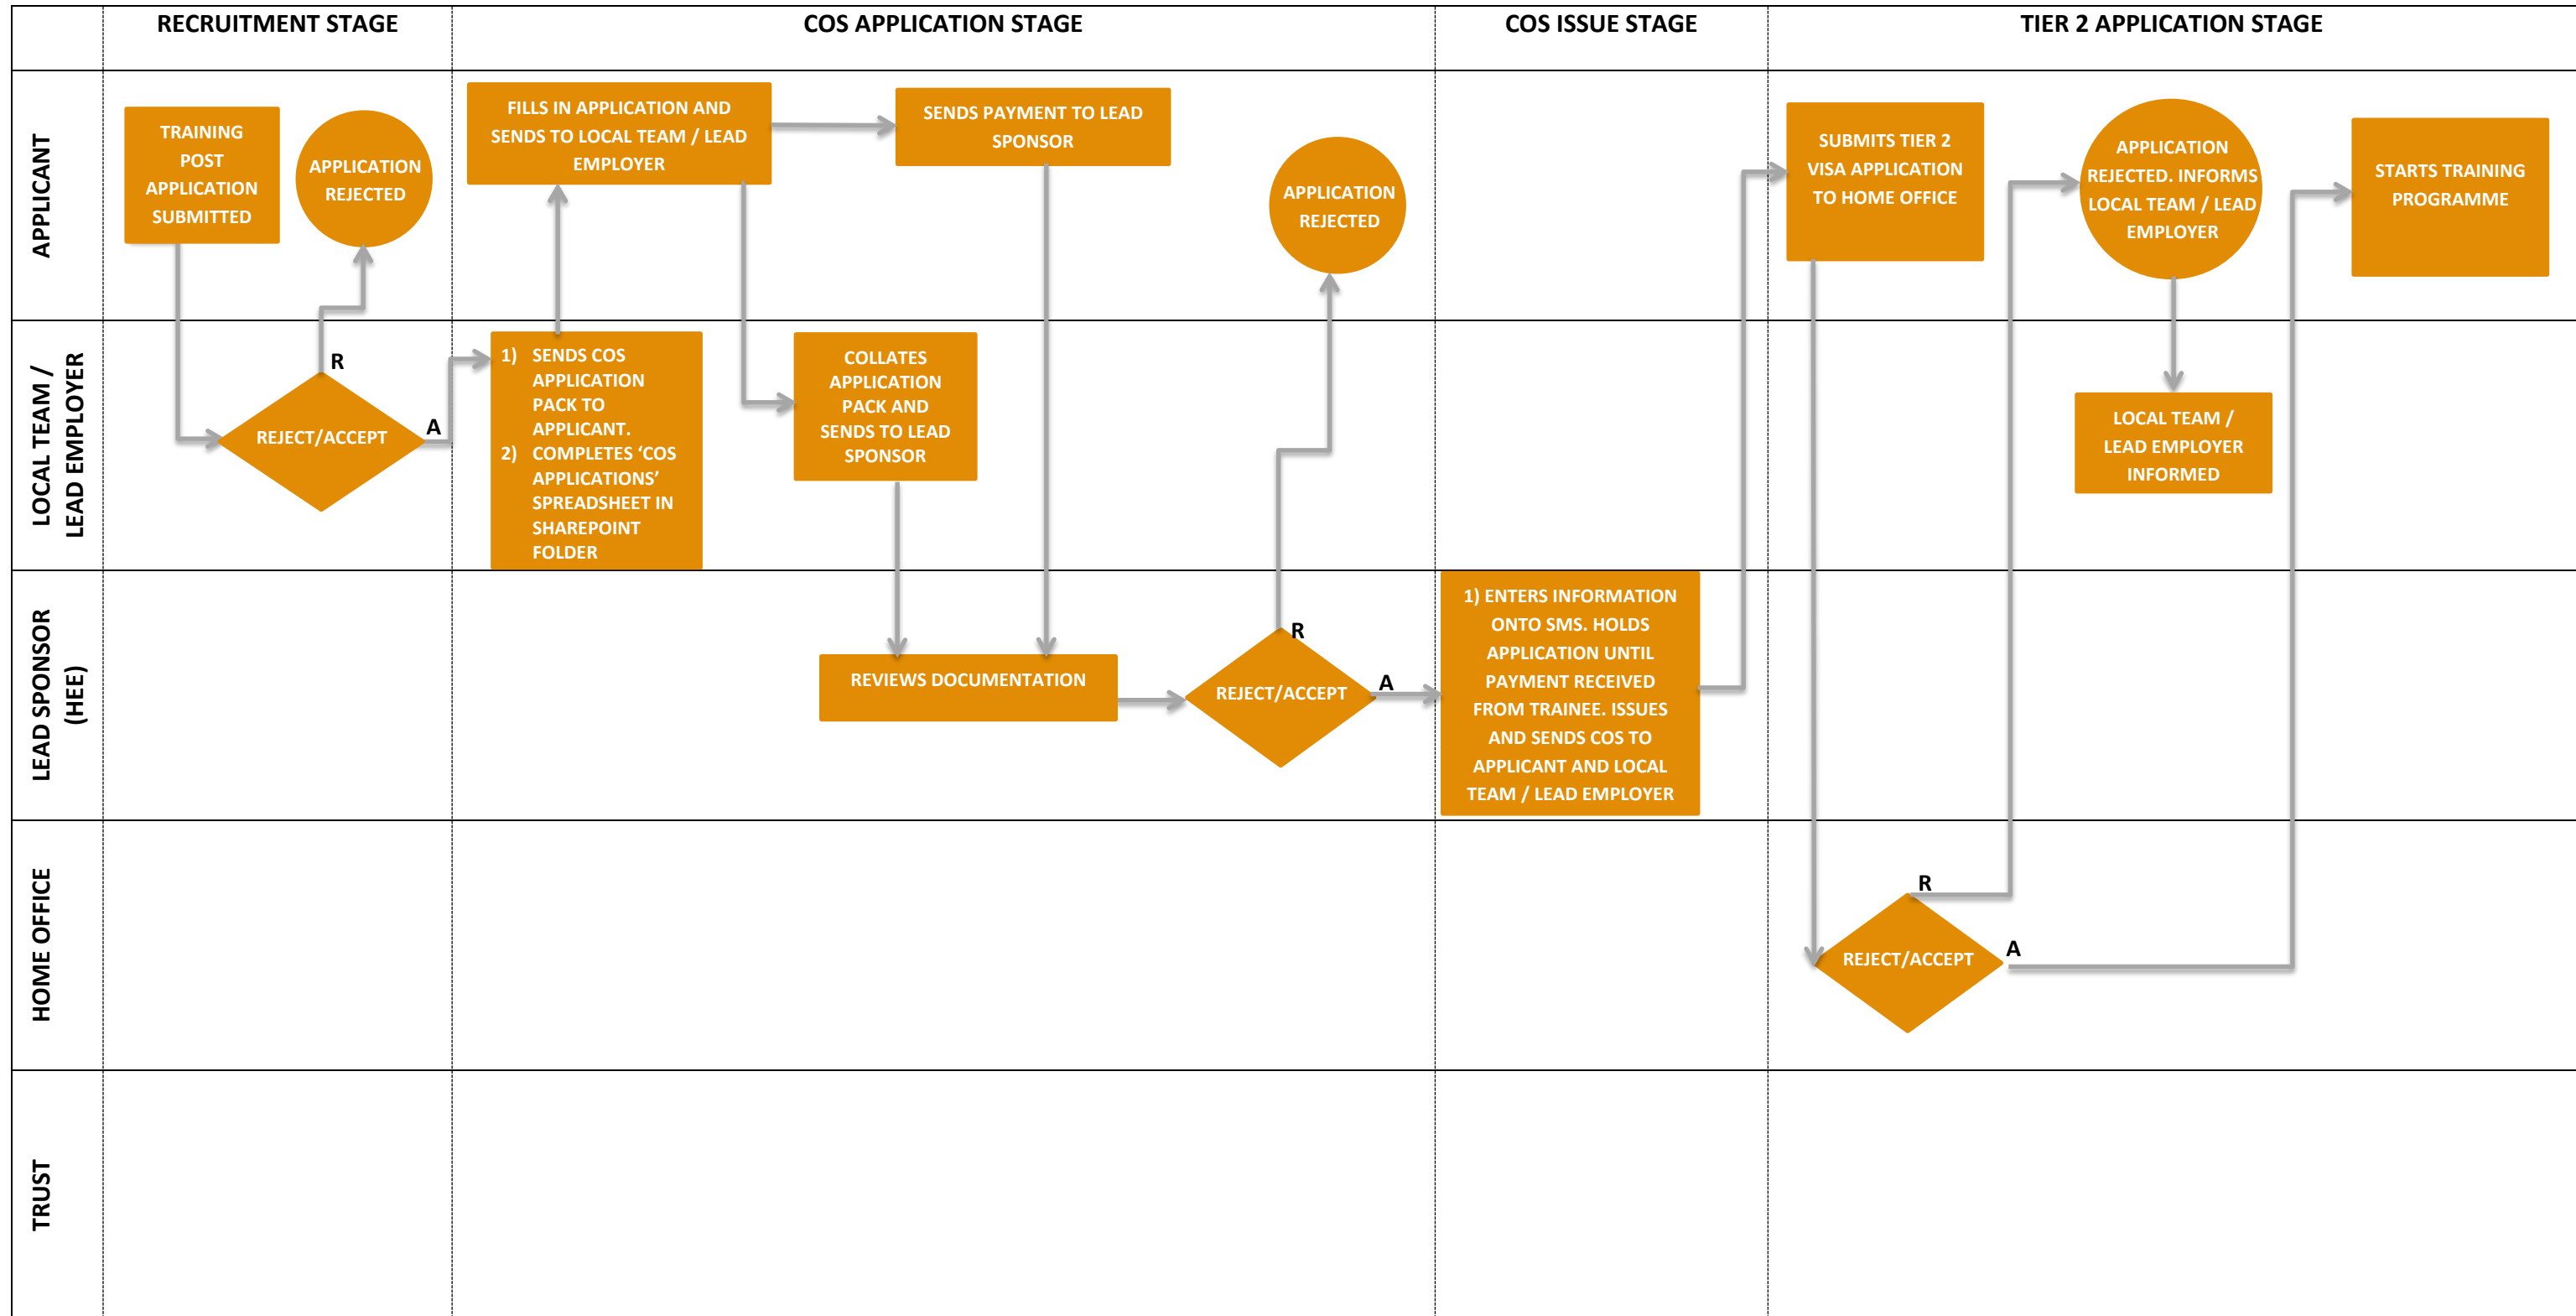 RECRUITMENT STAGE
COS APPLICATION STAGE
COS ISSUE STAGE
TIER 2 APPLICATION STAGE
APPLICANT
TRAINING
POST
APPLICATION
SUBMITTED
APPLICATION
REJECTED
FILLS IN APPLICATION AND
SENDS TO LOCAL TEAM / LEAD
EMPLOYER
SENDS PAYMENT TO LEAD
SPONSOR
APPLICATION
REJECTED
SUBMITS TIER 2
VISA APPLICATION
TO HOME OFFICE
APPLICATION
REJECTED. INFORMS
LOCAL TEAM / LEAD
EMPLOYER
STARTS TRAINING
PROGRAMME
LOCAL TEAM /
LEAD EMPLOYER
R
REJECT/ACCEPT
A
1) SENDS COS
APPLICATION
PACK TO
APPLICANT.
2) COMPLETES ‘COS
APPLICATIONS’
SPREADSHEET IN
SHAREPOINT
FOLDER
COLLATES
APPLICATION
PACK AND
SENDS TO LEAD
SPONSOR
LOCAL TEAM /
LEAD EMPLOYER
INFORMED
LEAD SPONSOR
(HEE)
REVIEWS DOCUMENTATION
R
REJECT/ACCEPT
A
1) ENTERS INFORMATION
ONTO SMS. HOLDS
APPLICATION UNTIL
PAYMENT RECEIVED
FROM TRAINEE. ISSUES
AND SENDS COS TO
APPLICANT AND LOCAL
TEAM / LEAD EMPLOYER
HOME OFFICE
R
REJECT/ACCEPT
A
TRUST